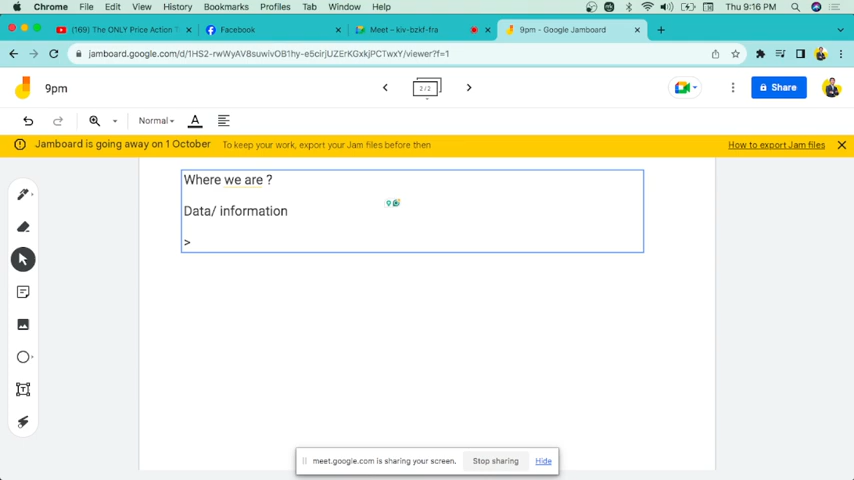 Chrome File Edit View History Bookmarks Profiles Tab Window Help Thu 9:16 PM
(169) The ONLY Price Action T
Facebook
Meet – kiv-bzkf-fra
9pm - Google Jamboard
jamboard.google.com/d/1HS2-rwWyAV8suwivOB1hy-e5cirjUZErKGxkjPCTwxY/viewer?f=1
9pm
2/2
Share
Normal
A
Jamboard is going away on 1 October To keep your work, export your Jam files before then How to export Jam files
Where we are ?
Data/ information
>
meet.google.com is sharing your screen. Stop sharing Hide